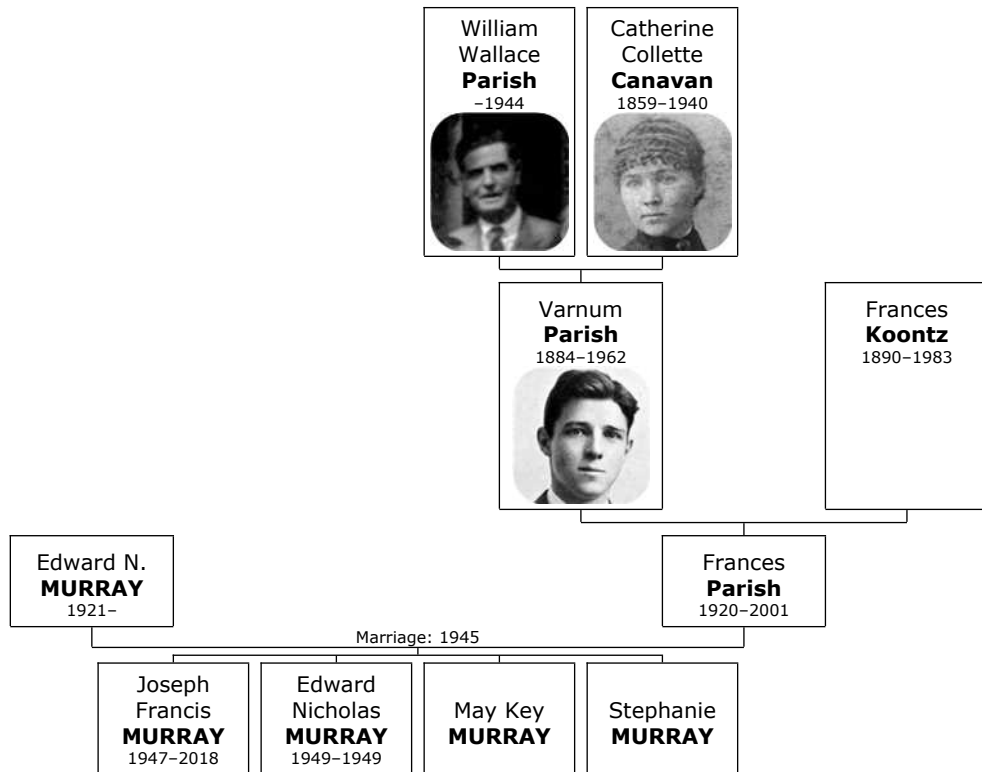 William
Wallace
Parish
–1944
Catherine
Collette
Canavan
1859–1940
Varnum
Parish
1884–1962
Frances
Koontz
1890–1983
Edward N.
MURRAY
1921–
Frances
Parish
1920–2001
Marriage: 1945
Joseph
Francis
MURRAY
1947–2018
Edward
Nicholas
MURRAY
1949–1949
May Key
MURRAY
Stephanie
MURRAY